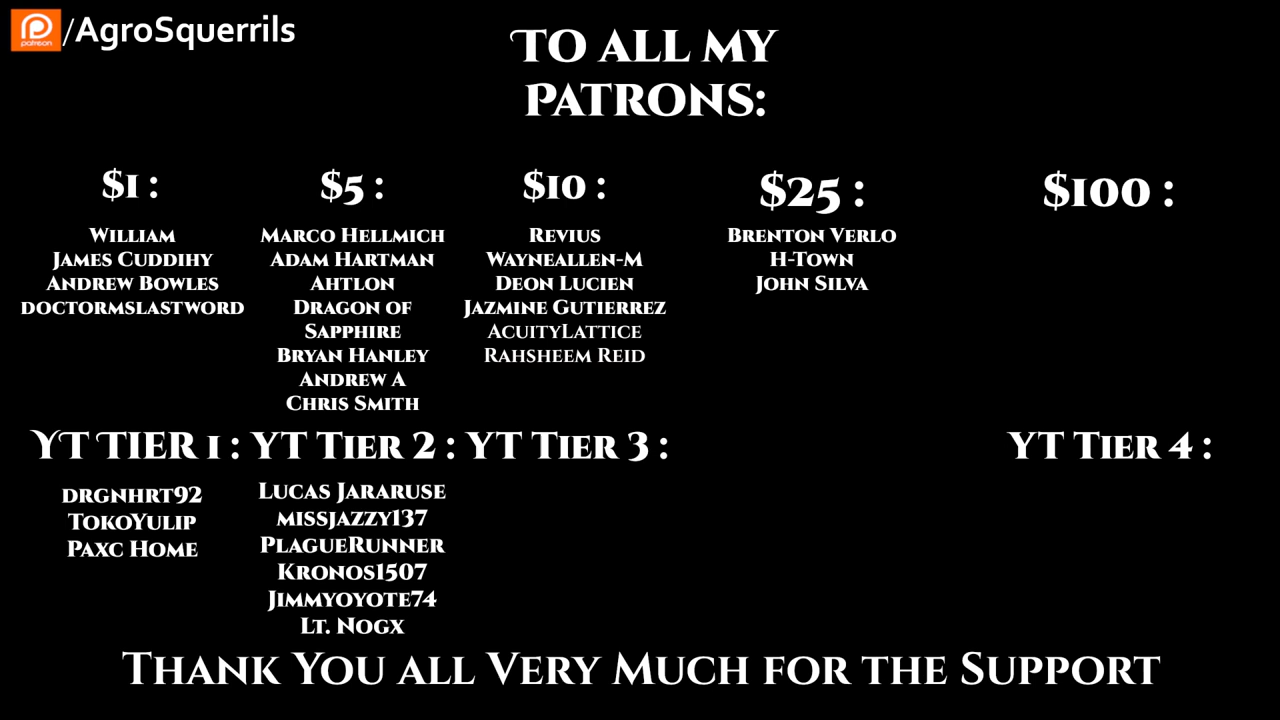 patreon
/AgroSquerrils
To all my
Patrons:
$1 :
William
James Cuddihy
Andrew Bowles
doctormslastword
$5 :
Marco Hellmich
Adam Hartman
Ahtlon
Dragon of
Sapphire
Bryan Hanley
Andrew A
Chris Smith
$10 :
Revius
Wayneallen-M
Deon Lucien
Jazmine Gutierrez
AcuityLattice
Rahsheem Reid
$25 :
Brenton Verlo
H-Town
John Silva
$100 :
YT Tier 1 :
drgnhrt92
TokoYulip
Paxc Home
YT Tier 2 :
Lucas Jararuse
missjazzy137
PlagueRunner
Kronos1507
Jimmyoyote74
Lt. Nogx
YT Tier 3 :
YT Tier 4 :
Thank You all Very Much for the Support